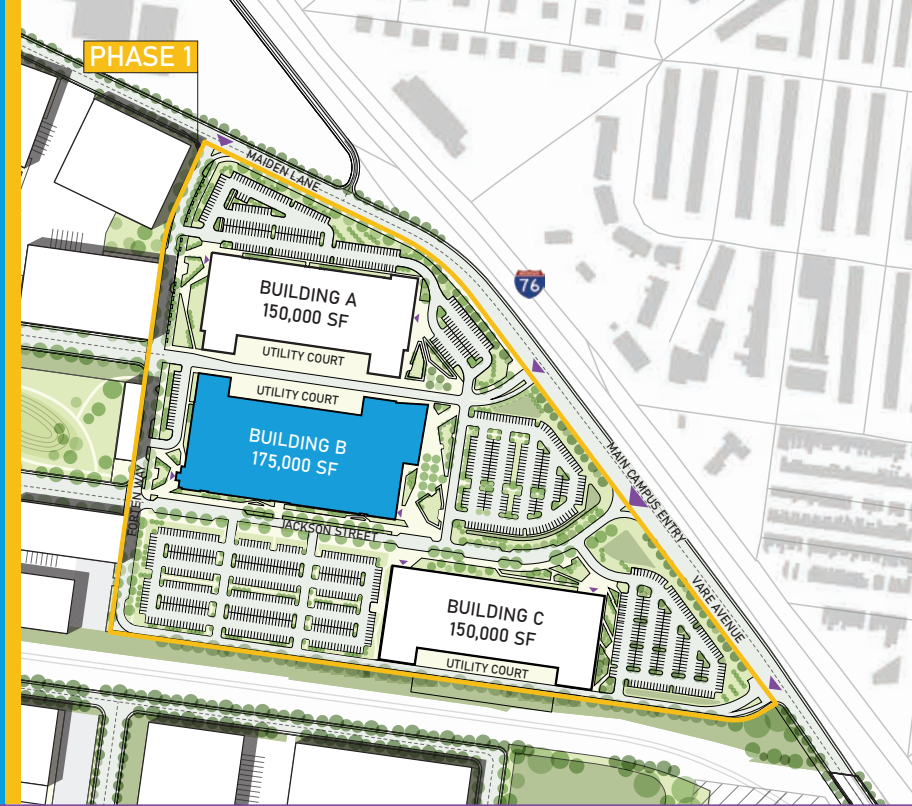 PHASE 1
MAIDEN LANE
76
BUILDING A
150,000 SF
UTILITY COURT
UTILITY COURT
BUILDING B
175,000 SF
MAIN CAMPUS ENTRY
FORTEN WAY
JACKSON STREET
VARE AVENUE
BUILDING C
150,000 SF
UTILITY COURT